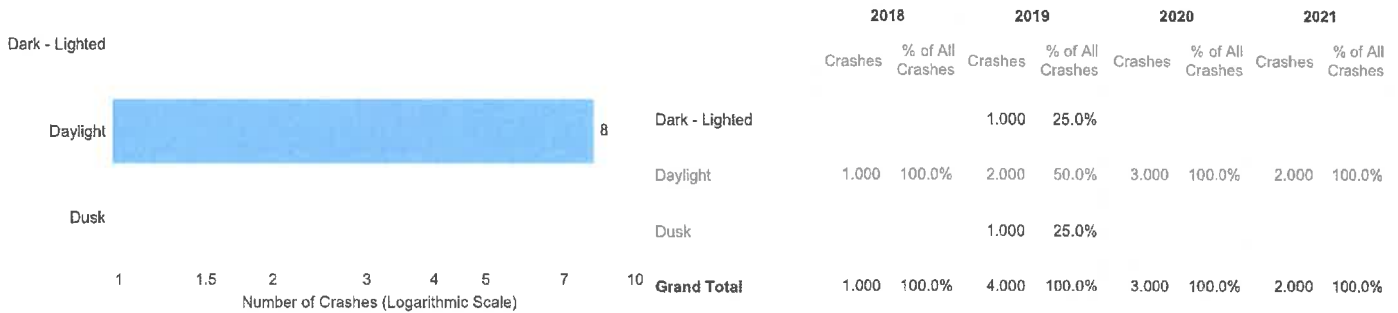 Dark - Lighted
Daylight
8
Dusk
1 1.5 2 3 4 5 7 10
Number of Crashes (Logarithmic Scale)
2018 2019 2020 2021
Crashes % of All Crashes Crashes % of All Crashes Crashes % of All Crashes Crashes % of All Crashes
Dark - Lighted 1.000 25.0%
Daylight 1.000 100.0% 2.000 50.0% 3.000 100.0% 2.000 100.0%
Dusk 1.000 25.0%
Grand Total 1.000 100.0% 4.000 100.0% 3.000 100.0% 2.000 100.0%